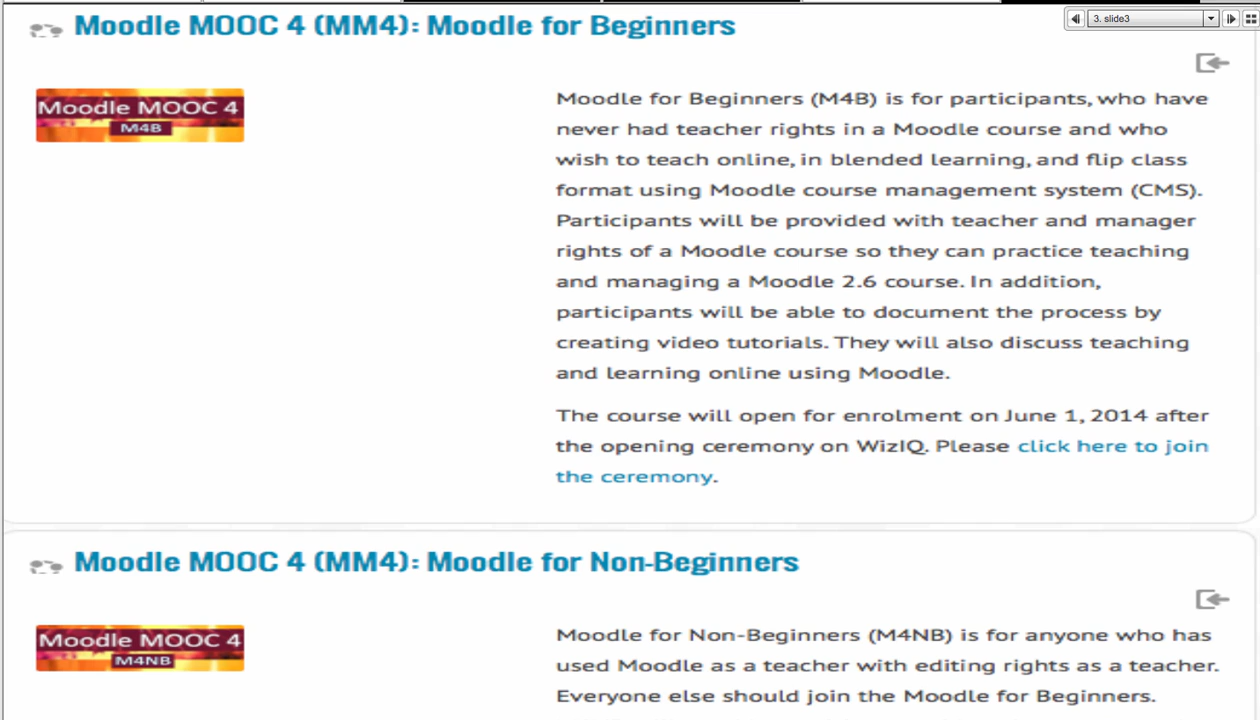 3. slide3
Moodle MOOC 4 (MM4): Moodle for Beginners
Moodle MOOC 4
M4B
Moodle for Beginners (M4B) is for participants, who have
never had teacher rights in a Moodle course and who
wish to teach online, in blended learning, and flip class
format using Moodle course management system (CMS).
Participants will be provided with teacher and manager
rights of a Moodle course so they can practice teaching
and managing a Moodle 2.6 course. In addition,
participants will be able to document the process by
creating video tutorials. They will also discuss teaching
and learning online using Moodle.
The course will open for enrolment on June 1, 2014 after
the opening ceremony on WizIQ. Please click here to join
the ceremony.
Moodle MOOC 4 (MM4): Moodle for Non-Beginners
Moodle MOOC 4
M4NB
Moodle for Non-Beginners (M4NB) is for anyone who has
used Moodle as a teacher with editing rights as a teacher.
Everyone else should join the Moodle for Beginners.